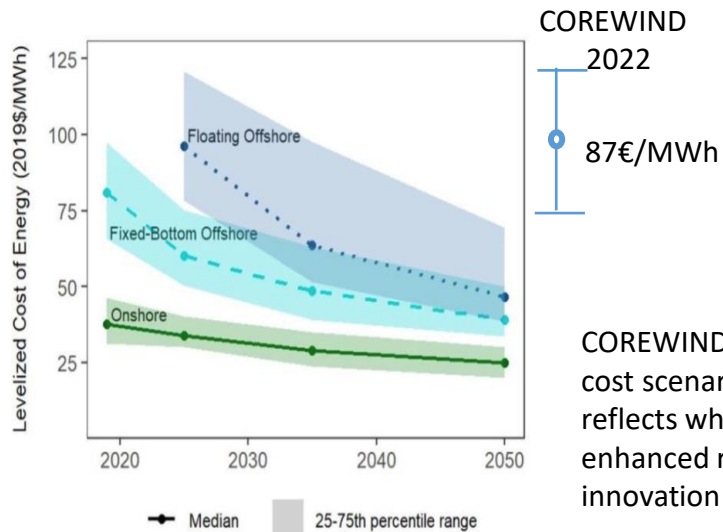 COREWIND
2022
87€/MWh
Levelized Cost of Energy (2019$/MWh)
125
100
75
50
25
Floating Offshore
Fixed-Bottom Offshore
Onshore
2020
2030
2040
2050
Median
25-75th percentile range
COREWIND
cost scenar
reflects wh
enhanced r
innovation